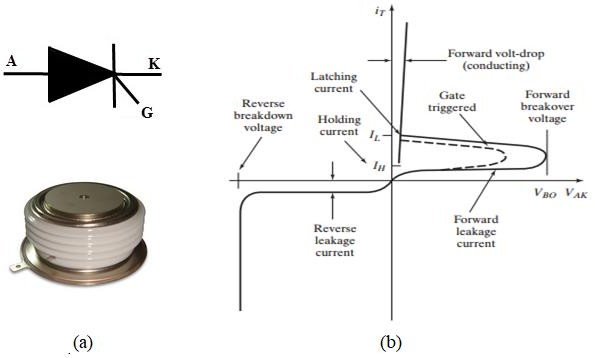 A
K
G
(a)
i_T
Forward volt-drop
(conducting)
Latching
current
Gate
triggered
Forward
breakover
voltage
Reverse
breakdown
voltage
Holding
current
I_L
I_H
V_BO
V_AK
Reverse
leakage
current
Forward
leakage
current
(b)